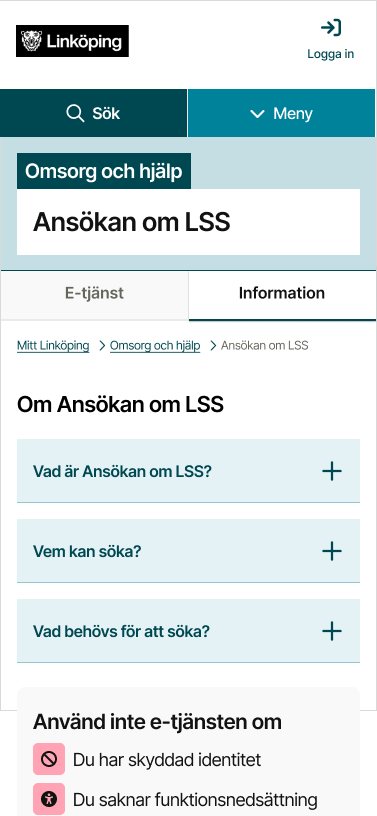 Linköping
Logga in
Sök
Meny
Omsorg och hjälp
Ansökan om LSS
E-tjänst
Information
Mitt Linköping > Omsorg och hjälp > Ansökan om LSS
Om Ansökan om LSS
Vad är Ansökan om LSS?
Vem kan söka?
Vad behövs för att söka?
Använd inte e-tjänsten om
Du har skyddad identitet
Du saknar funktionsnedsättning